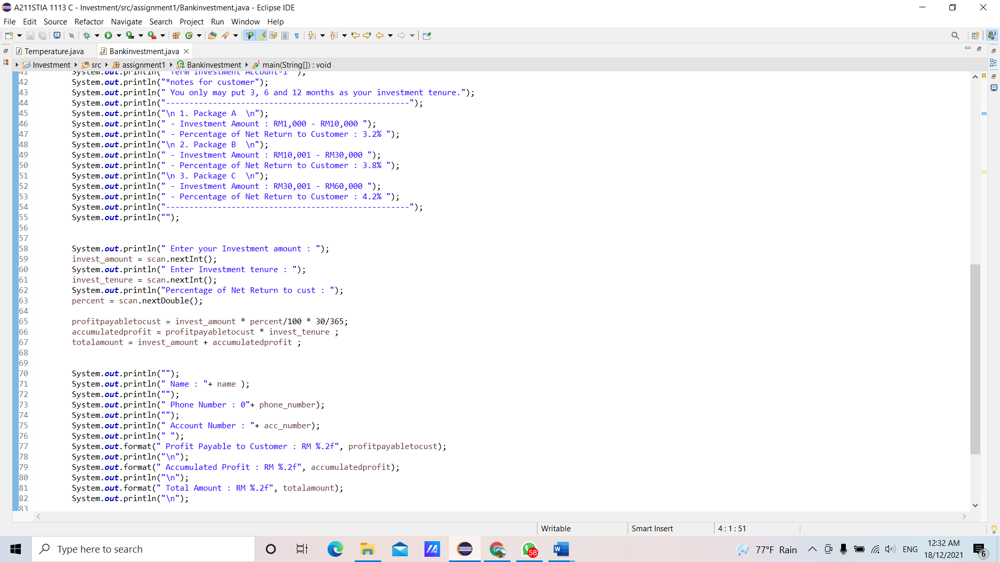 A211STIA 1113 C - Investment/src/assignment1/Bankinvestment.java - Eclipse IDE
File Edit Source Refactor Navigate Search Project Run Window Help
Temperature.java Bankinvestment.java
Investment src assignment1 Bankinvestment main(String[]) : void
41 System.out.println(" Term Investment Account-i ");
42 System.out.println("*notes for customer");
43 System.out.println(" You only may put 3, 6 and 12 months as your investment tenure.");
44 System.out.println("----------------------------------------------------");
45 System.out.println("\n 1. Package A  \n");
46 System.out.println(" - Investment Amount : RM1,000 - RM10,000 ");
47 System.out.println(" - Percentage of Net Return to Customer : 3.2% ");
48 System.out.println("\n 2. Package B  \n");
49 System.out.println(" - Investment Amount : RM10,001 - RM30,000 ");
50 System.out.println(" - Percentage of Net Return to Customer : 3.8% ");
51 System.out.println("\n 3. Package C  \n");
52 System.out.println(" - Investment Amount : RM30,001 - RM60,000 ");
53 System.out.println(" - Percentage of Net Return to Customer : 4.2% ");
54 System.out.println("----------------------------------------------------");
55 System.out.println("");
56
57
58 System.out.println(" Enter your Investment amount : ");
59 invest_amount = scan.nextInt();
60 System.out.println(" Enter Investment tenure : ");
61 invest_tenure = scan.nextInt();
62 System.out.println("Percentage of Net Return to cust : ");
63 percent = scan.nextDouble();
64
65 profitpayabletocust = invest_amount * percent/100 * 30/365;
66 accumulatedprofit = profitpayabletocust * invest_tenure ;
67 totalamount = invest_amount + accumulatedprofit ;
68
69
70 System.out.println("");
71 System.out.println(" Name : "+ name );
72 System.out.println("");
73 System.out.println(" Phone Number : 0"+ phone_number);
74 System.out.println("");
75 System.out.println(" Account Number : "+ acc_number);
76 System.out.println(" ");
77 System.out.format(" Profit Payable to Customer : RM %.2f", profitpayabletocust);
78 System.out.println("\n");
79 System.out.format(" Accumulated Profit : RM %.2f", accumulatedprofit);
80 System.out.println("\n");
81 System.out.format(" Total Amount : RM %.2f", totalamount);
82 System.out.println("\n");
83
Writable Smart Insert 4 : 1 : 51
Type here to search 58 77°F Rain ENG 12:32 AM
18/12/2021 6